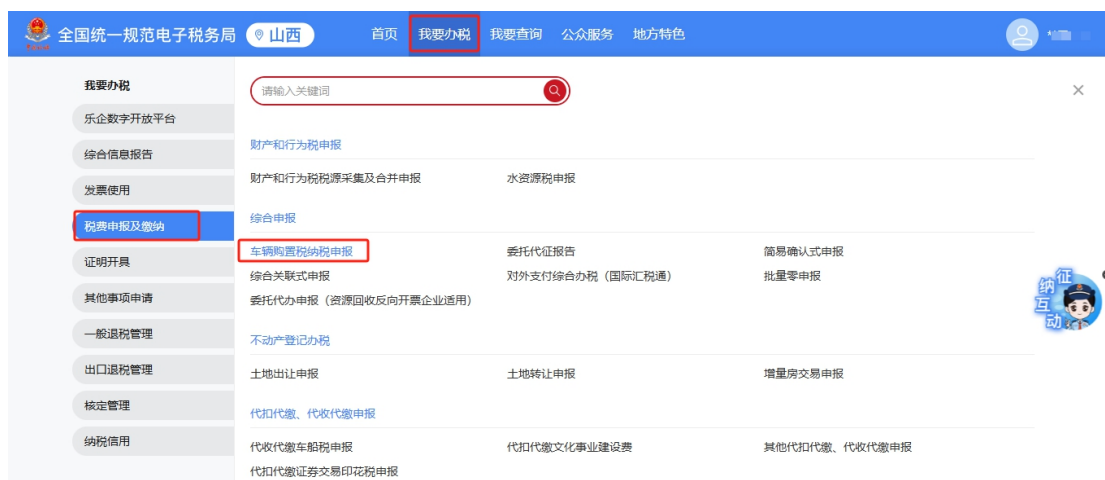 全国统一规范电子税务局 山西 首页 我要办税 我要查询 公众服务 地方特色
我要办税
乐企数字开放平台
综合信息报告
发票使用
税费申报及缴纳
证明开具
其他事项申请
一般退税管理
出口退税管理
核定管理
纳税信用
请输入关键词
财产和行为税申报
财产和行为税税源采集及合并申报 水资源税申报
综合申报
车辆购置税纳税申报 委托代征报告 简易确认式申报
综合关联式申报 对外支付综合办税（国际汇税通） 批量零申报
委托代办申报（资源回收反向开票企业适用）
不动产登记办税
土地出让申报 土地转让申报 增量房交易申报
代扣代缴、代收代缴申报
代收代缴车船税申报 代扣代缴文化事业建设费 其他代扣代缴、代收代缴申报
代扣代缴证券交易印花税申报
征纳互动